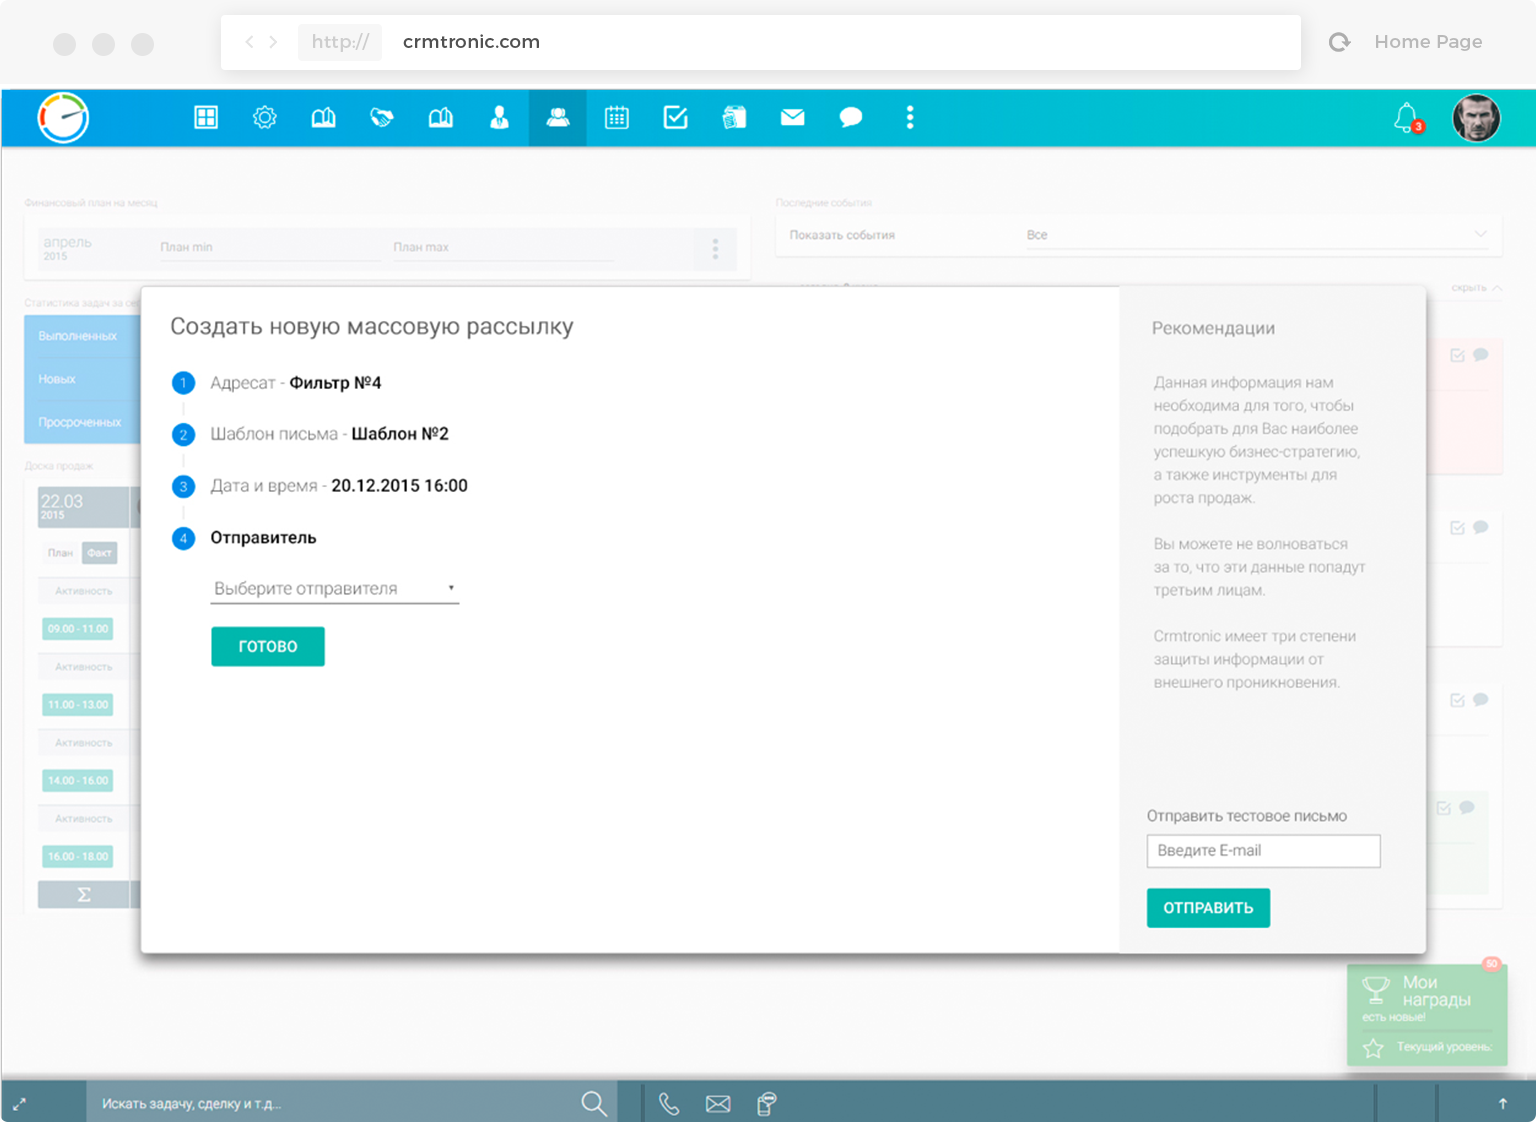 http://
crmtronic.com
Home Page
3
Финансовый план на месяц
апрель
2015
План min
План max
Последние события
Показать события
Все
скрыть
Статистика задач за
Выполненных
Новых
Просроченных
Доска продаж
22.03
2015
План
Факт
Активность
09.00 - 11.00
Активность
11.00 - 13.00
Активность
14.00 - 16.00
Активность
16.00 - 18.00
Σ
Создать новую массовую рассылку
1 Адресат - Фильтр №4
2 Шаблон письма - Шаблон №2
3 Дата и время - 20.12.2015 16:00
4 Отправитель
Выберите отправителя
ГОТОВО
Рекомендации
Данная информация нам
необходима для того, чтобы
подобрать для Вас наиболее
успешкую бизнес-стратегию,
а также инструменты для
роста продаж.
Вы можете не волноваться
за то, что эти данные попадут
третьим лицам.
Crmtronic имеет три степени
защиты информации от
внешнего проникновения.
Отправить тестовое письмо
Введите E-mail
ОТПРАВИТЬ
50
Мои
награды
есть новые!
Текущий уровень:
Искать задачу, сделку и т.д...